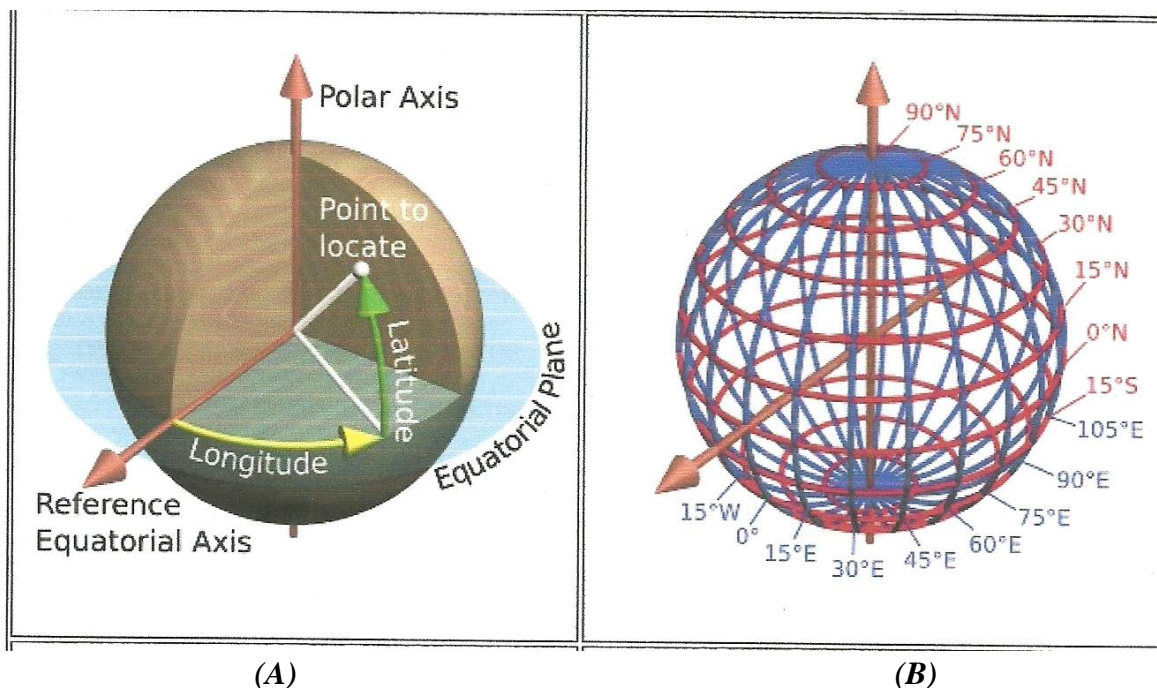 Polar Axis
Point to
locate
Latitude
Longitude
Equatorial Plane
Reference
Equatorial Axis
90°N
75°N
60°N
45°N
30°N
15°N
0°N
15°S
105°E
90°E
75°E
60°E
45°E
30°E
15°E
0°
15°W
(A)
(B)